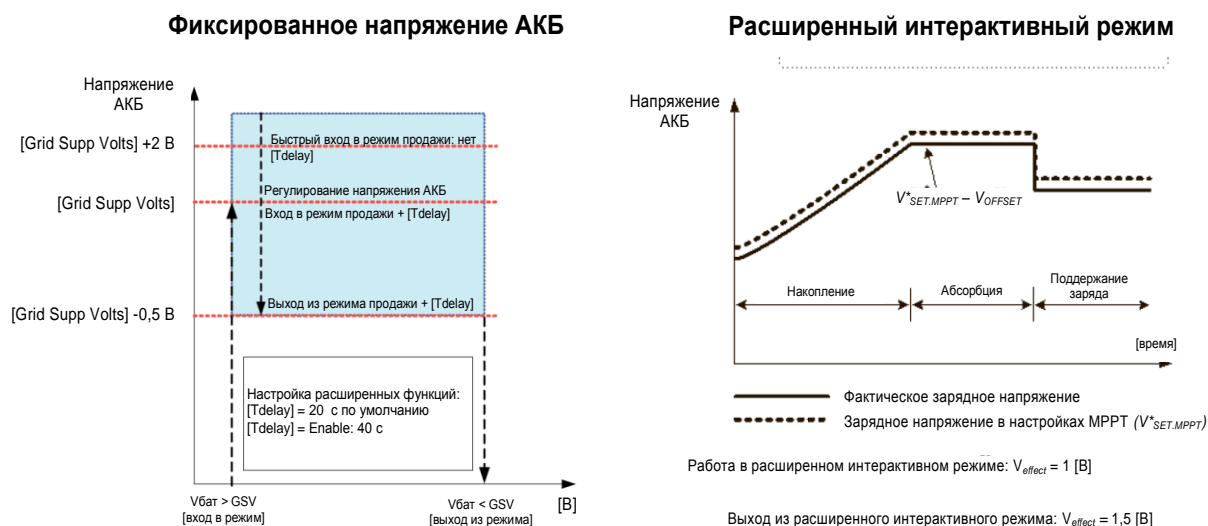 Фиксированное напряжение АКБ
Напряжение
АКБ
[Grid Supp Volts] +2 В
Быстрый вход в режим продажи: нет
[Tdelay]
Регулирование напряжения АКБ
[Grid Supp Volts]
Вход в режим продажи + [Tdelay]
Выход из режима продажи + [Tdelay]
[Grid Supp Volts] -0,5 В
Настройка расширенных функций:
[Tdelay] = 20 с по умолчанию
[Tdelay] = Enable: 40 с
Vбат > GSV
[вход в режим]
Vбат < GSV
[выход из режима]
[В]
Расширенный интерактивный режим
Напряжение
АКБ
V*SET.MPPT – VOFFSET
Накопление
Абсорбция
Поддержание
заряда
[время]
Фактическое зарядное напряжение
Зарядное напряжение в настройках МРРТ (V*SET.MPPT)
Работа в расширенном интерактивном режиме: Veffect = 1 [В]
Выход из расширенного интерактивного режима: Veffect = 1,5 [В]